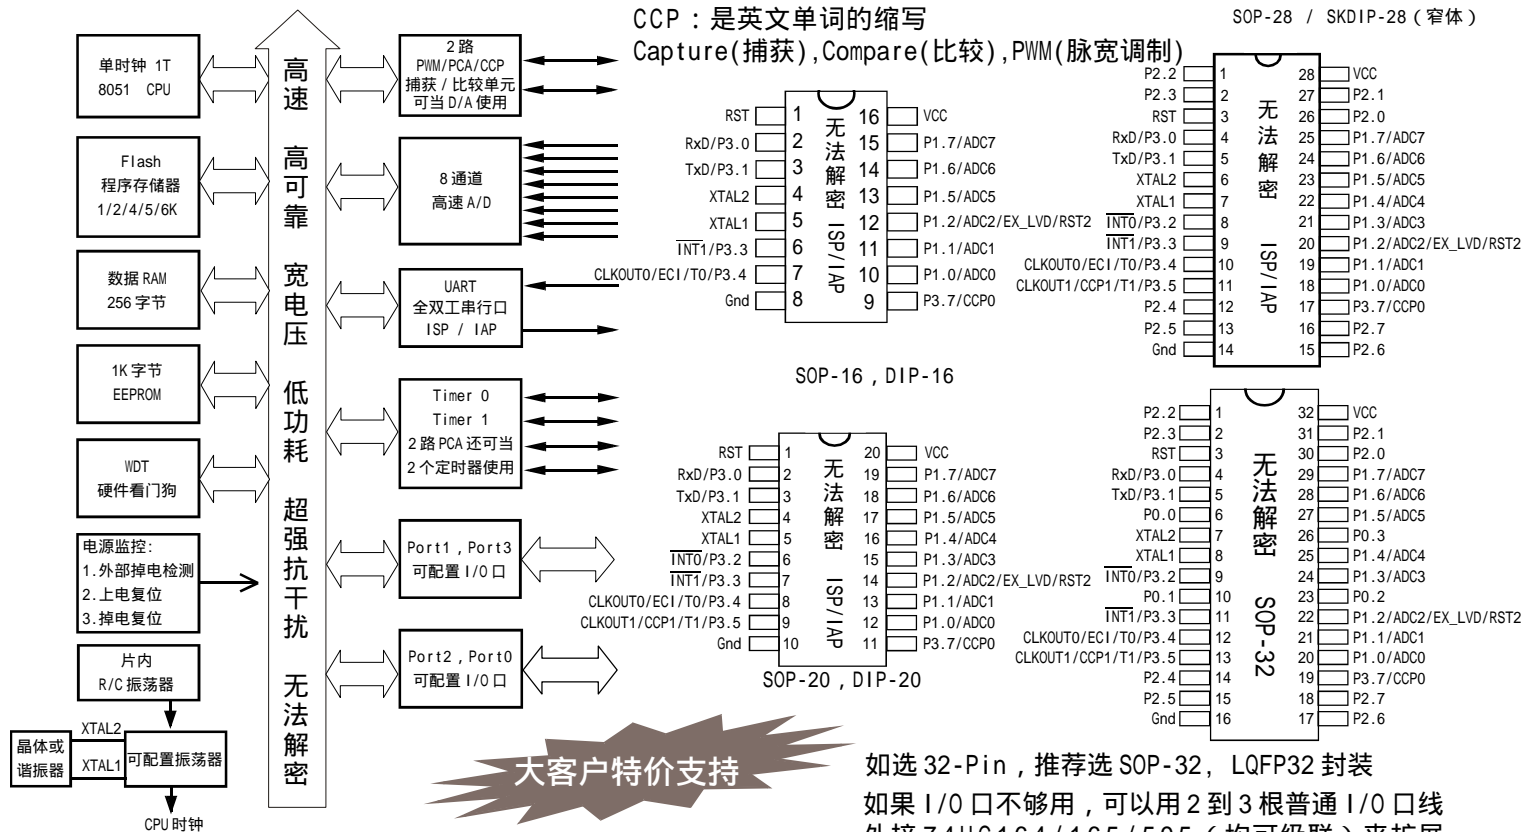 CCP：是英文单词的缩写
Capture(捕获),Compare(比较),PWM(脉宽调制)
单时钟 1T
8051 CPU
Flash
程序存储器
1/2/4/5/6K
数据 RAM
256 字节
1K 字节
EEPROM
WDT
硬件看门狗
电源监控:
1.外部掉电检测
2.上电复位
3.掉电复位
片内
R/C 振荡器
晶体或
谐振器
XTAL2
XTAL1
可配置振荡器
CPU 时钟
高速 高可靠 宽电压 低功耗 超强抗干扰 无法解密
2 路
PWM/PCA/CCP
捕获 / 比较单元
可当 D/A 使用
8 通道
高速 A/D
UART
全双工串行口
ISP / IAP
Timer 0
Timer 1
2 路 PCA 还可当
2 个定时器使用
Port1，Port3
可配置 I/O 口
Port2，Port0
可配置 I/O 口
大客户特价支持
RST 1 16 VCC
RxD/P3.0 2 15 P1.7/ADC7
TxD/P3.1 3 14 P1.6/ADC6
XTAL2 4 13 P1.5/ADC5
XTAL1 5 12 P1.2/ADC2/EX_LVD/RST2
INT1/P3.3 6 11 P1.1/ADC1
CLKOUT0/ECI/T0/P3.4 7 10 P1.0/ADC0
Gnd 8 9 P3.7/CCP0
无法解密 ISP/IAP
SOP-16，DIP-16
RST 1 20 VCC
RxD/P3.0 2 19 P1.7/ADC7
TxD/P3.1 3 18 P1.6/ADC6
XTAL2 4 17 P1.5/ADC5
XTAL1 5 16 P1.4/ADC4
INT0/P3.2 6 15 P1.3/ADC3
INT1/P3.3 7 14 P1.2/ADC2/EX_LVD/RST2
CLKOUT0/ECI/T0/P3.4 8 13 P1.1/ADC1
CLKOUT1/CCP1/T1/P3.5 9 12 P1.0/ADC0
Gnd 10 11 P3.7/CCP0
无法解密 ISP/IAP
SOP-20，DIP-20
SOP-28 / SKDIP-28（窄体）
P2.2 1 28 VCC
P2.3 2 27 P2.1
RST 3 26 P2.0
RxD/P3.0 4 25 P1.7/ADC7
TxD/P3.1 5 24 P1.6/ADC6
XTAL2 6 23 P1.5/ADC5
XTAL1 7 22 P1.4/ADC4
INT0/P3.2 8 21 P1.3/ADC3
INT1/P3.3 9 20 P1.2/ADC2/EX_LVD/RST2
CLKOUT0/ECI/T0/P3.4 10 19 P1.1/ADC1
CLKOUT1/CCP1/T1/P3.5 11 18 P1.0/ADC0
P2.4 12 17 P3.7/CCP0
P2.5 13 16 P2.7
Gnd 14 15 P2.6
无法解密 ISP/IAP
P2.2 1 32 VCC
P2.3 2 31 P2.1
RST 3 30 P2.0
RxD/P3.0 4 29 P1.7/ADC7
TxD/P3.1 5 28 P1.6/ADC6
P0.0 6 27 P1.5/ADC5
XTAL2 7 26 P0.3
XTAL1 8 25 P1.4/ADC4
INT0/P3.2 9 24 P1.3/ADC3
P0.1 10 23 P0.2
INT1/P3.3 11 22 P1.2/ADC2/EX_LVD/RST2
CLKOUT0/ECI/T0/P3.4 12 21 P1.1/ADC1
CLKOUT1/CCP1/T1/P3.5 13 20 P1.0/ADC0
P2.4 14 19 P3.7/CCP0
P2.5 15 18 P2.7
Gnd 16 17 P2.6
无法解密 SOP-32
如选 32-Pin，推荐选 SOP-32, LQFP32 封装
如果 I/O 口不够用，可以用 2 到 3 根普通 I/O 口线
外接 74HC164/165/595（均可级联）来扩展